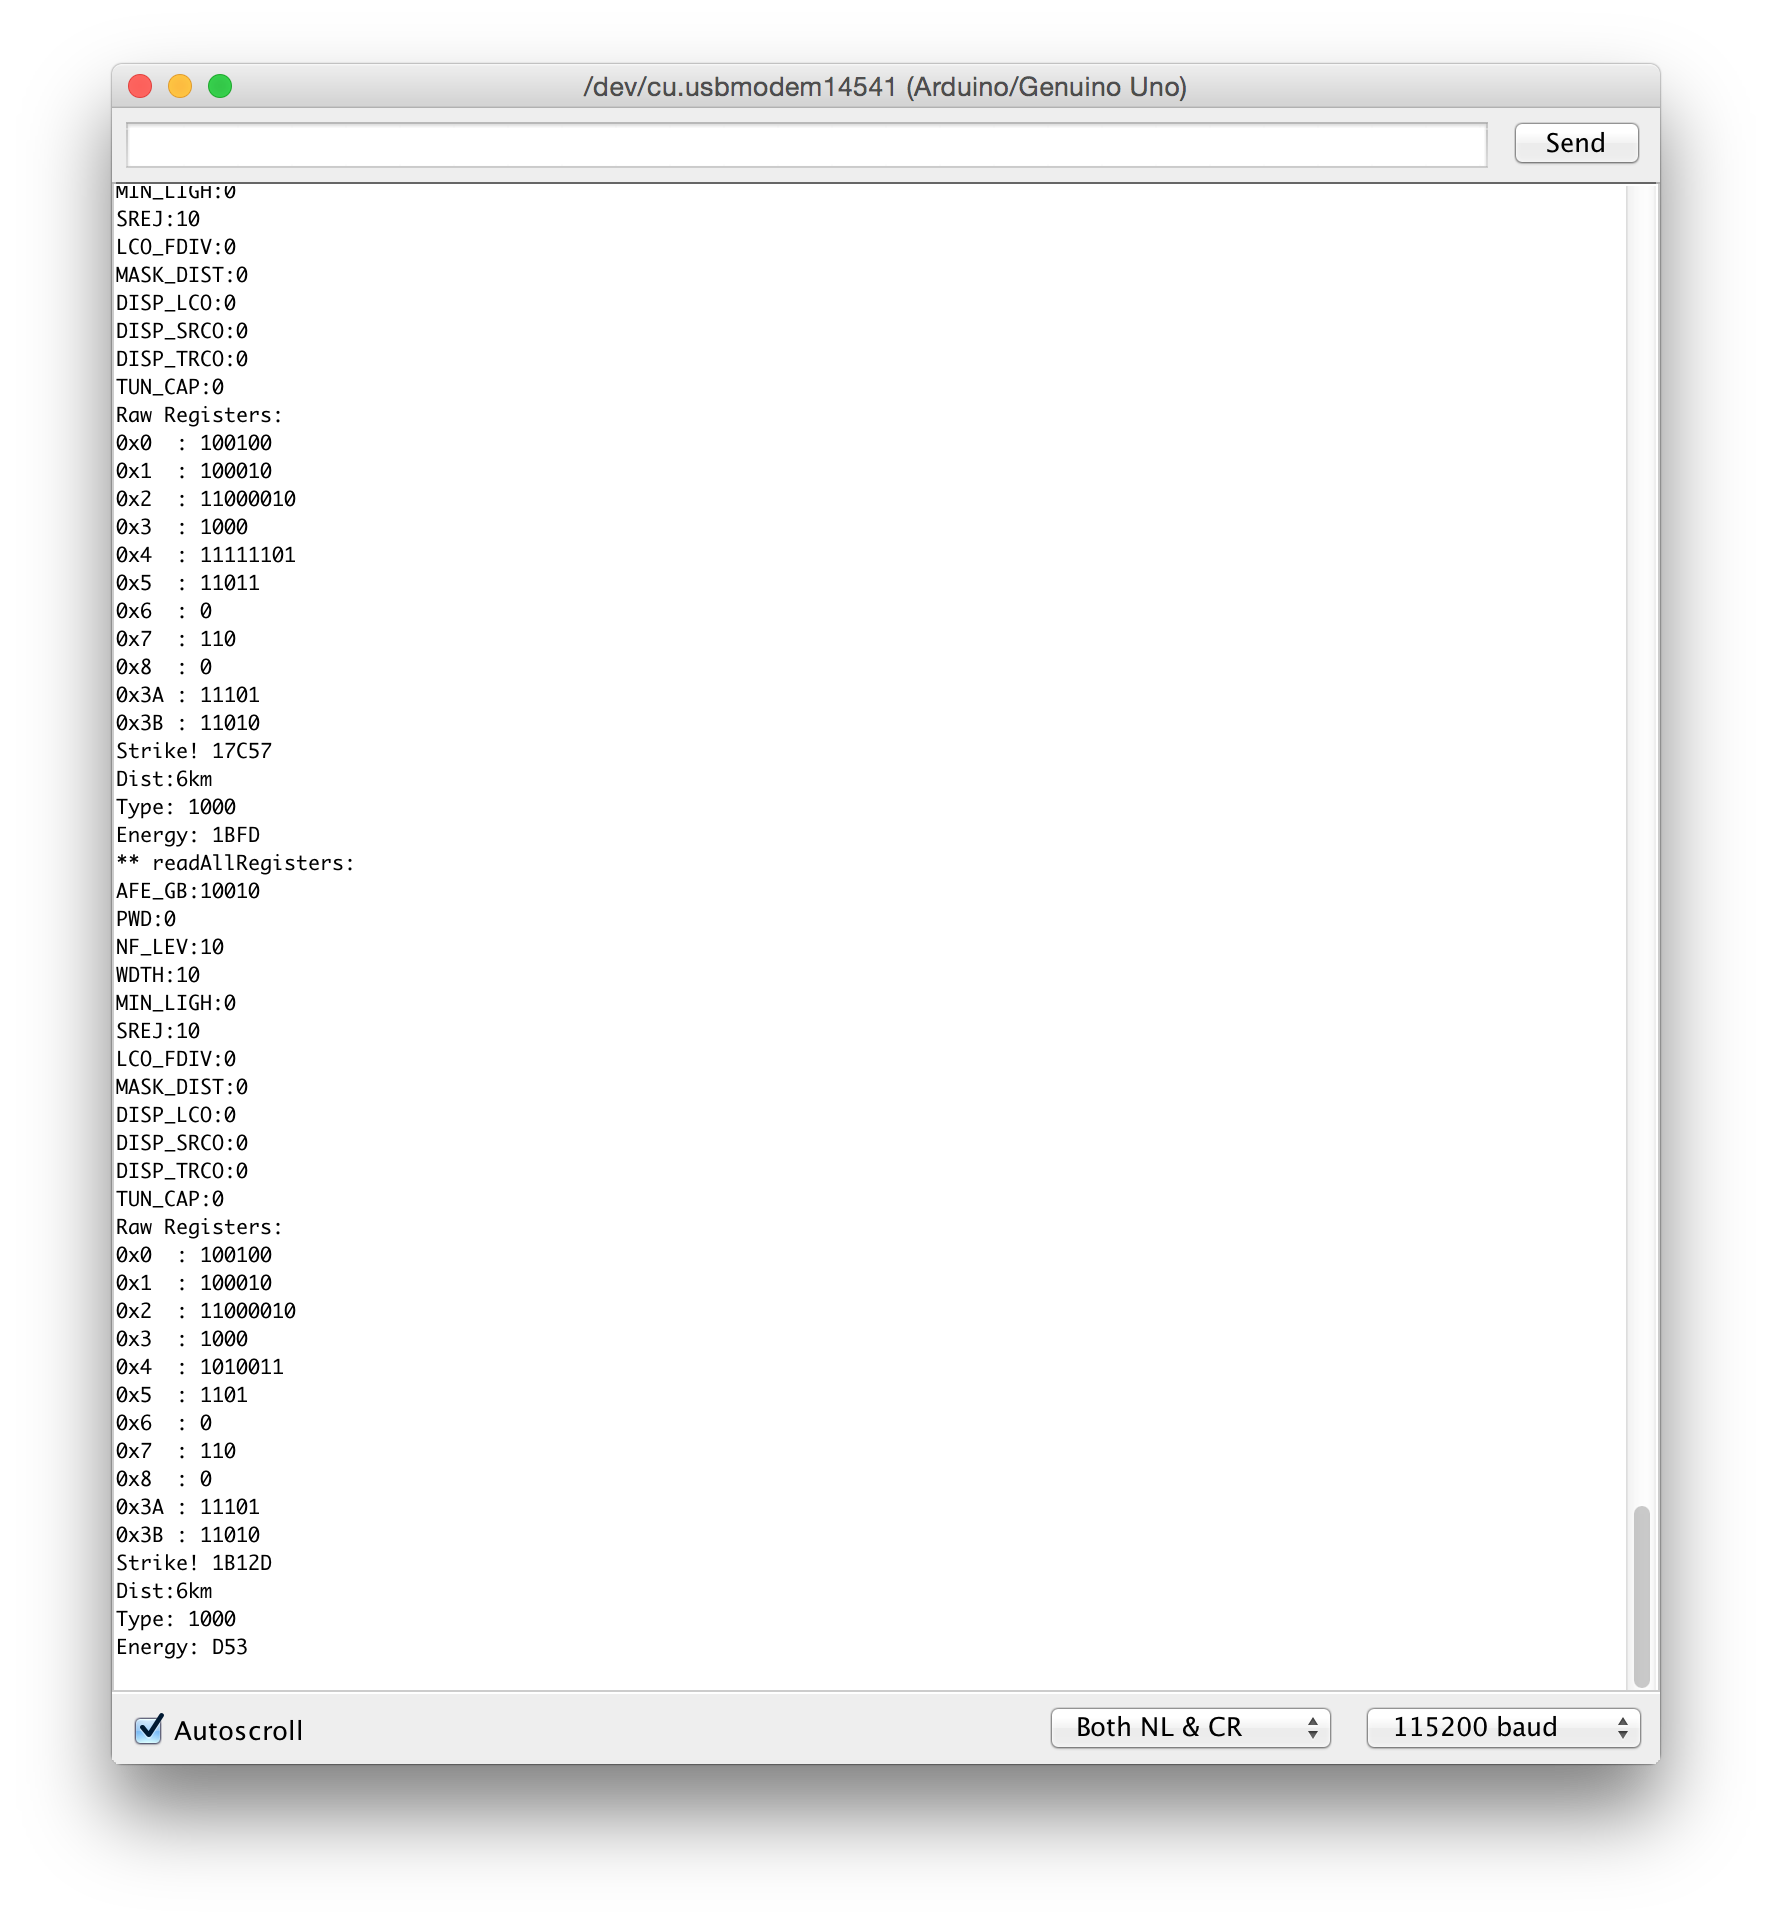 /dev/cu.usbmodem14541 (Arduino/Genuino Uno)
Send
MIN_LIGH:0
SREJ:10
LCO_FDIV:0
MASK_DIST:0
DISP_LCO:0
DISP_SRCO:0
DISP_TRCO:0
TUN_CAP:0
Raw Registers:
0x0  : 100100
0x1  : 100010
0x2  : 11000010
0x3  : 1000
0x4  : 11111101
0x5  : 11011
0x6  : 0
0x7  : 110
0x8  : 0
0x3A : 11101
0x3B : 11010
Strike! 17C57
Dist:6km
Type: 1000
Energy: 1BFD
** readAllRegisters:
AFE_GB:10010
PWD:0
NF_LEV:10
WDTH:10
MIN_LIGH:0
SREJ:10
LCO_FDIV:0
MASK_DIST:0
DISP_LCO:0
DISP_SRCO:0
DISP_TRCO:0
TUN_CAP:0
Raw Registers:
0x0  : 100100
0x1  : 100010
0x2  : 11000010
0x3  : 1000
0x4  : 1010011
0x5  : 1101
0x6  : 0
0x7  : 110
0x8  : 0
0x3A : 11101
0x3B : 11010
Strike! 1B12D
Dist:6km
Type: 1000
Energy: D53
Autoscroll
Both NL & CR
115200 baud